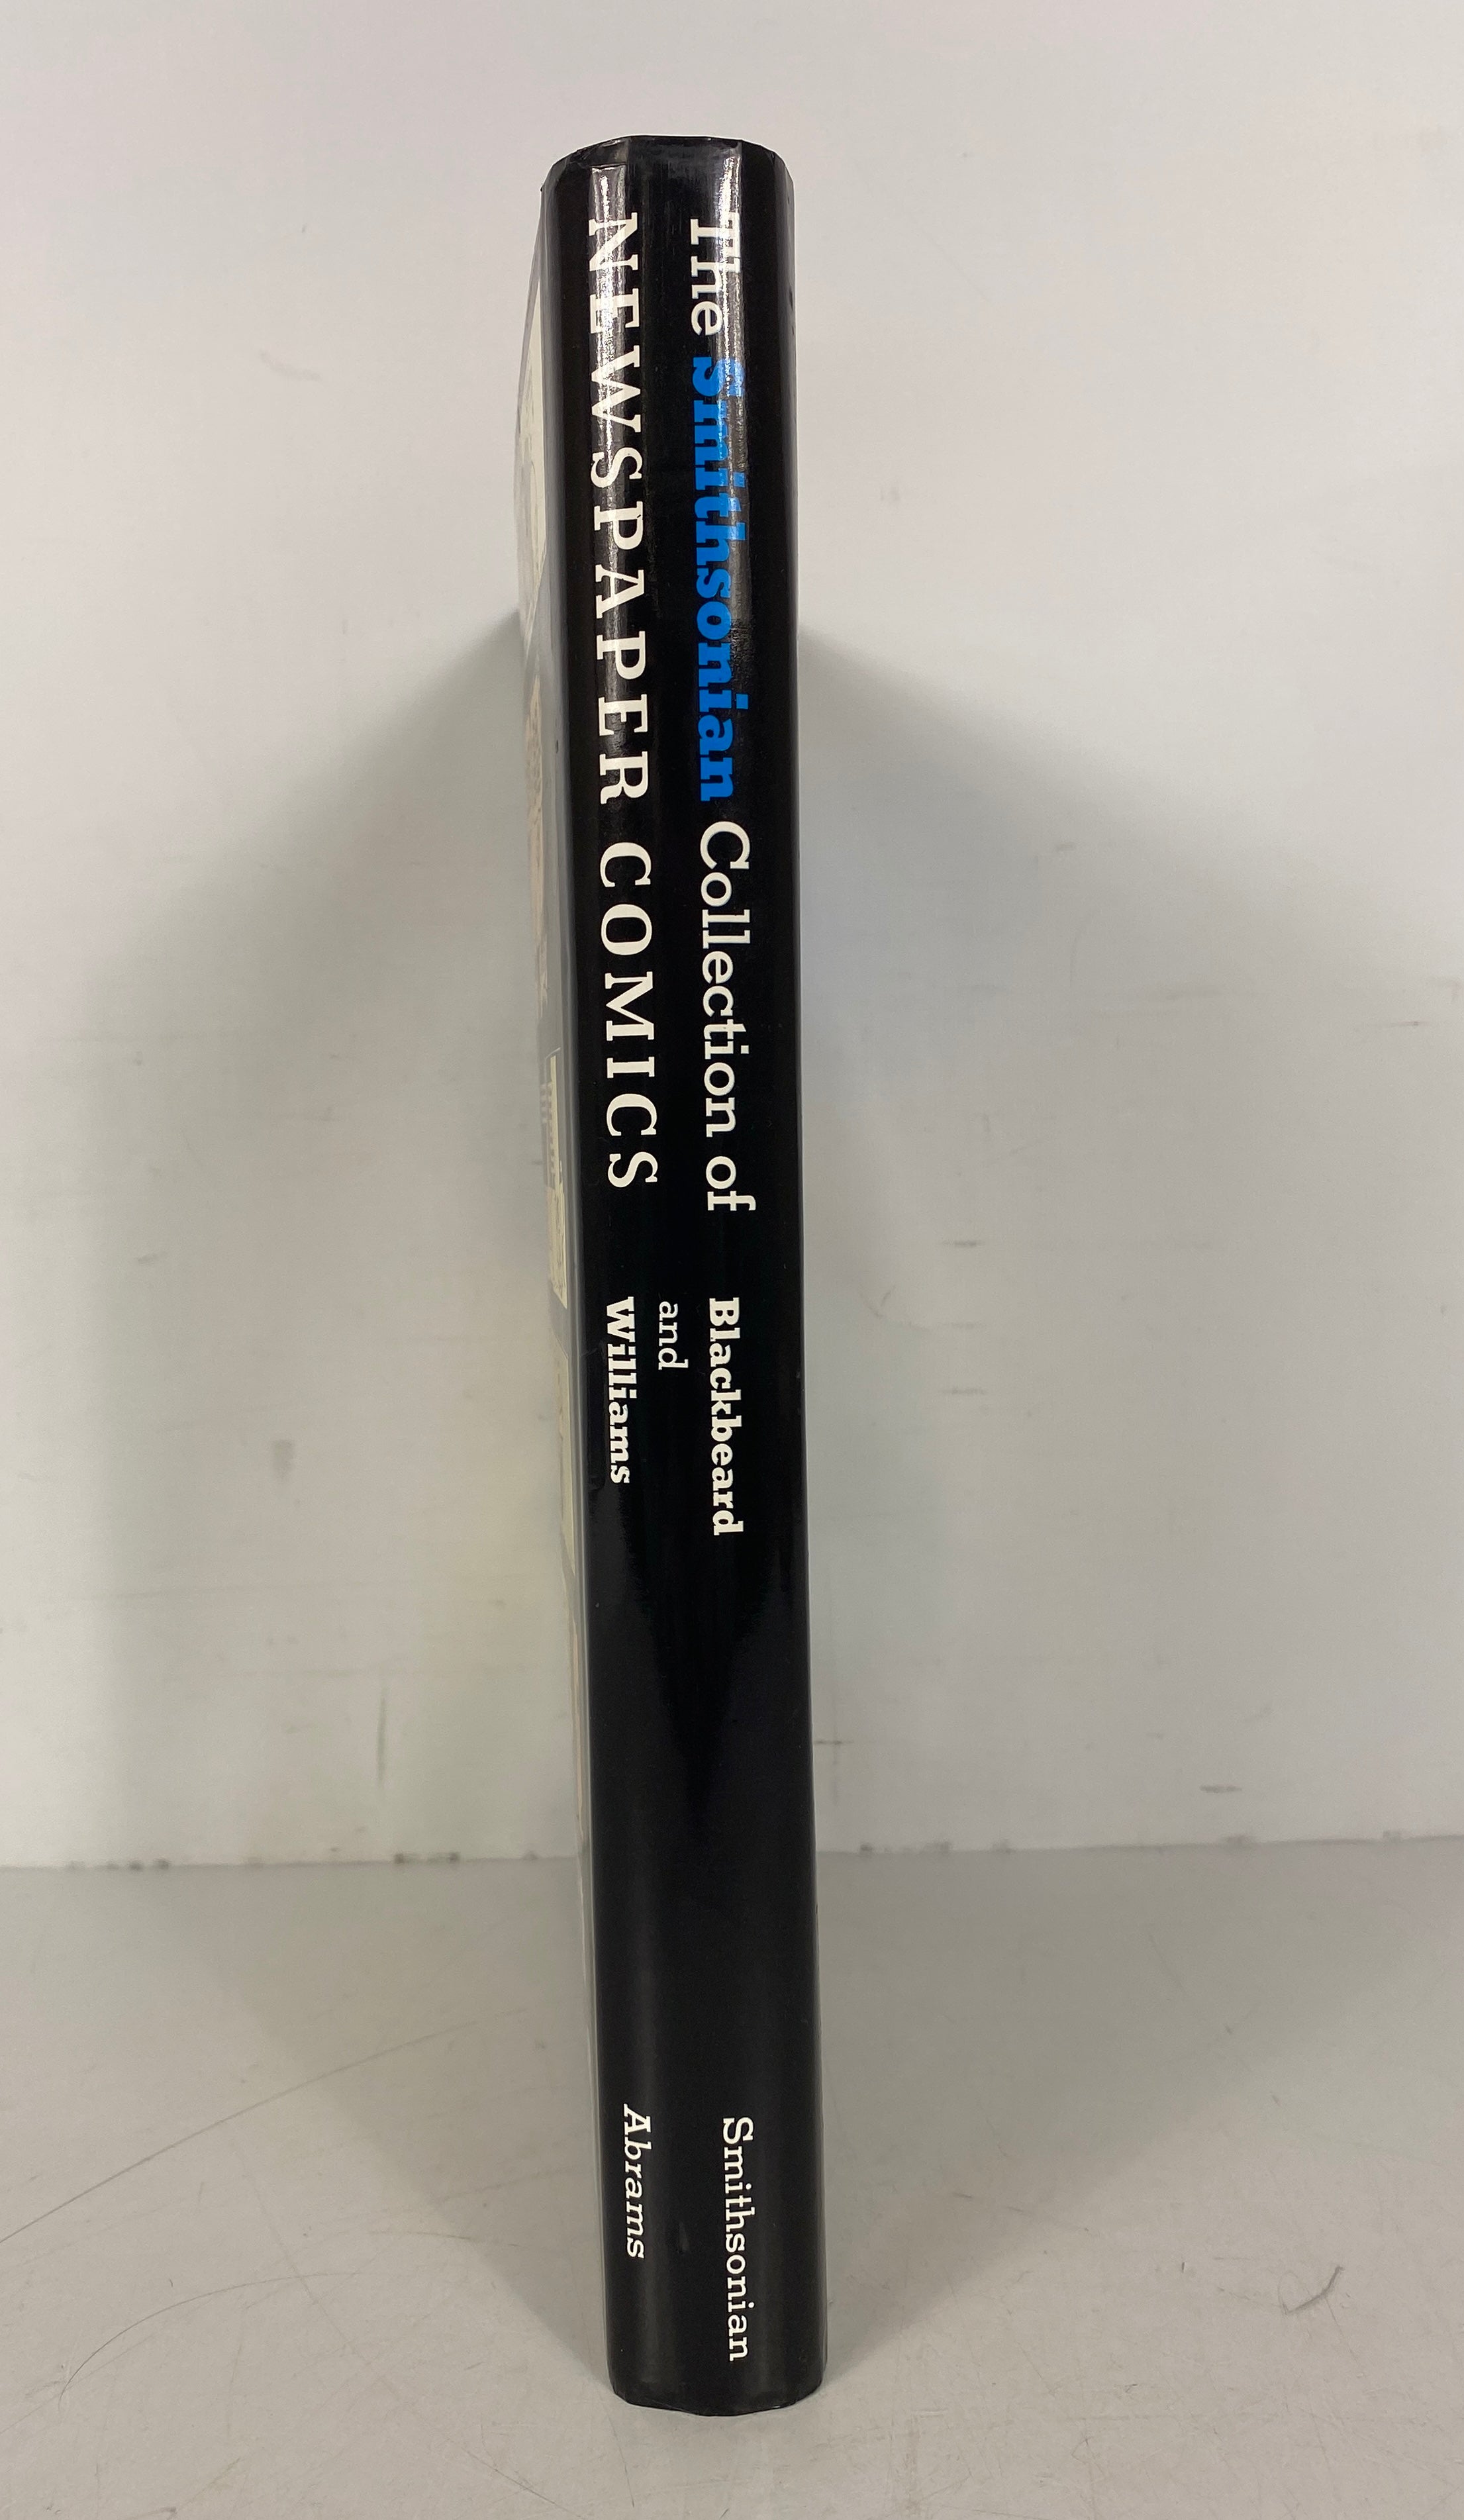 The Smithsonian Collection of
NEWSPAPER COMICS
Blackbeard
and
Williams
Smithsonian
Abrams